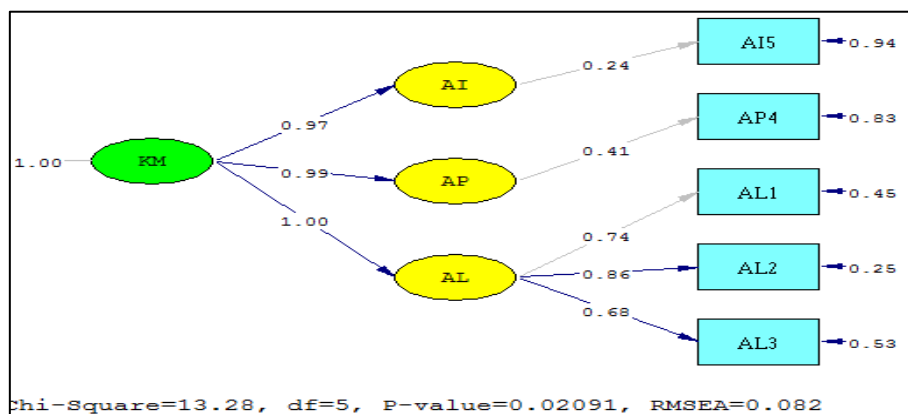 AI5
0.94
AI
0.24
0.97
AP4
0.83
1.00
KM
0.41
0.99
AP
AL1
0.45
1.00
0.74
AL
0.86
AL2
0.25
0.68
AL3
0.53
Chi-Square=13.28, df=5, P-value=0.02091, RMSEA=0.082